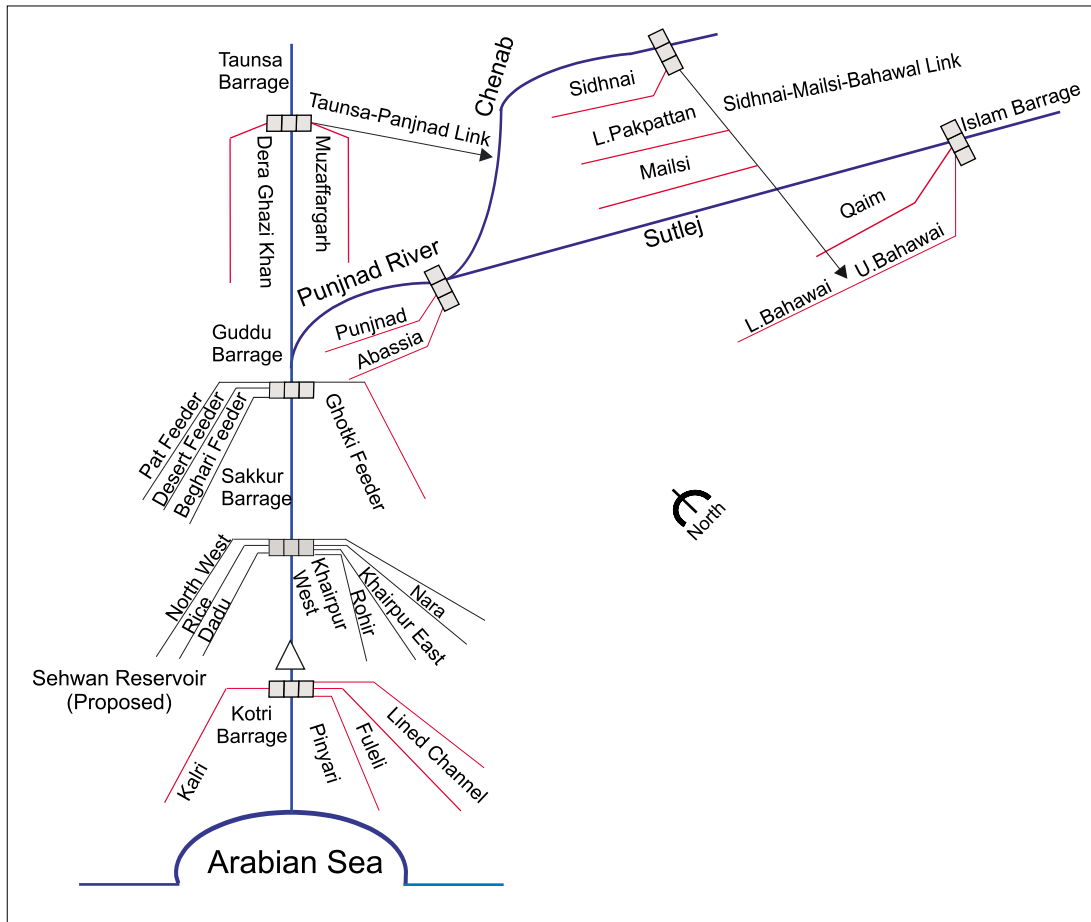 Taunsa
Barrage
Chenab
Sidhnai
Sidhnai-Mailsi-Bahawal Link
Islam Barrage
Taunsa-Panjnad Link
L.Pakpattan
Mailsi
Dera Ghazi Khan
Muzaffargarh
Qaim
Sutlej
U.Bahawai
L.Bahawai
Punjnad River
Punjnad
Abassia
Guddu
Barrage
Pat Feeder
Desert Feeder
Beghari Feeder
Ghotki Feeder
Sakkur
Barrage
North
North West
Rice
Dadu
Khairpur
West
Rohir
Khairpur East
Nara
Sehwan Reservoir
(Proposed)
Kotri
Barrage
Kalri
Pinyari
Fuleli
Lined Channel
Arabian Sea